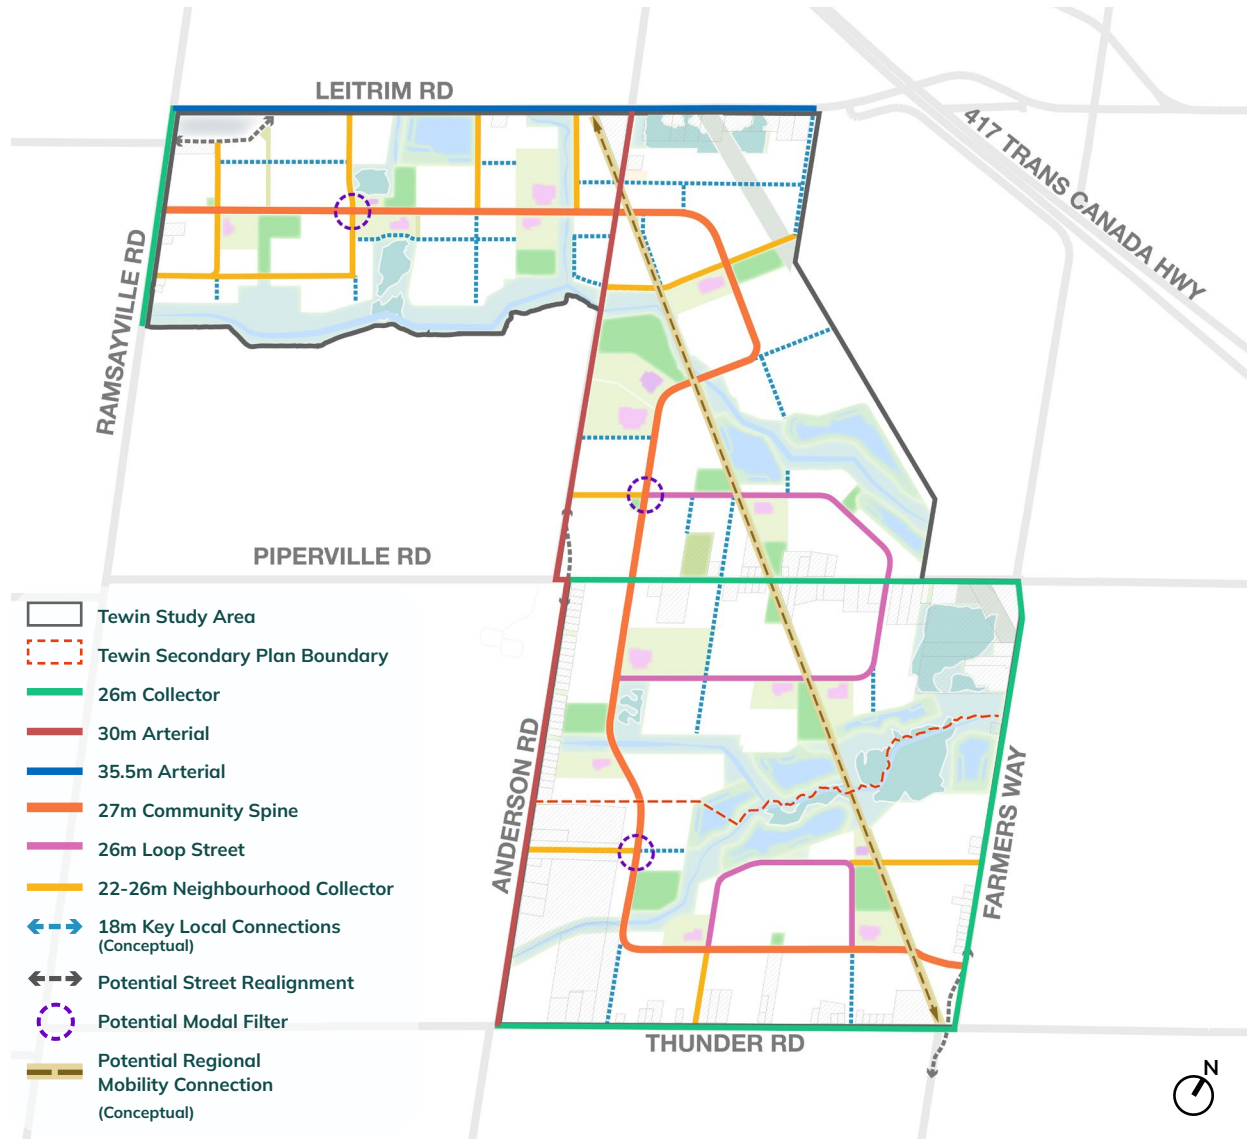 LEITRIM RD
417 TRANS CANADA HWY
RAMSAYVILLE RD
PIPERVILLE RD
Tewin Study Area
Tewin Secondary Plan Boundary
26m Collector
30m Arterial
35.5m Arterial
27m Community Spine
26m Loop Street
22-26m Neighbourhood Collector
18m Key Local Connections
(Conceptual)
Potential Street Realignment
Potential Modal Filter
Potential Regional
Mobility Connection
(Conceptual)
ANDERSON RD
FARMERS WAY
THUNDER RD
N